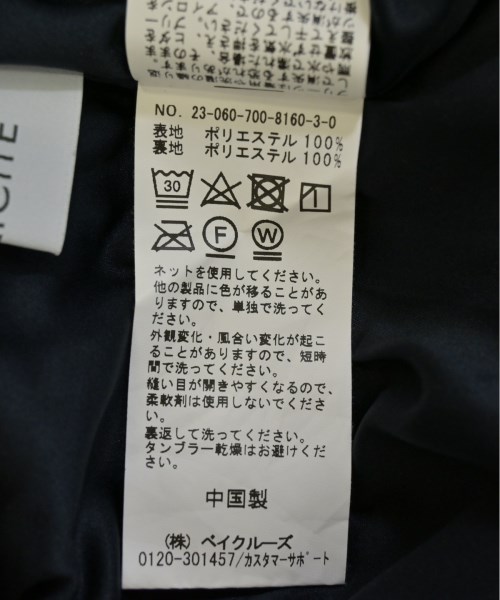 NO. 23-060-700-8160-3-0
表地 ポリエステル 100%
裏地 ポリエステル 100%
30
F W
ネットを使用してください。
他の製品に色が移ることがあ
りますので、単独で洗ってく
ださい。
外観変化・風合い変化が起こ
ることがありますので、短時
間で洗ってください。
縫い目が開きやすくなるので、
柔軟剤は使用しないでくださ
い。
裏返して洗ってください。
タンブラー乾燥はお避けくだ
さい。
中国製
(株) ベイクルーズ
0120-301457/カスタマーサポート